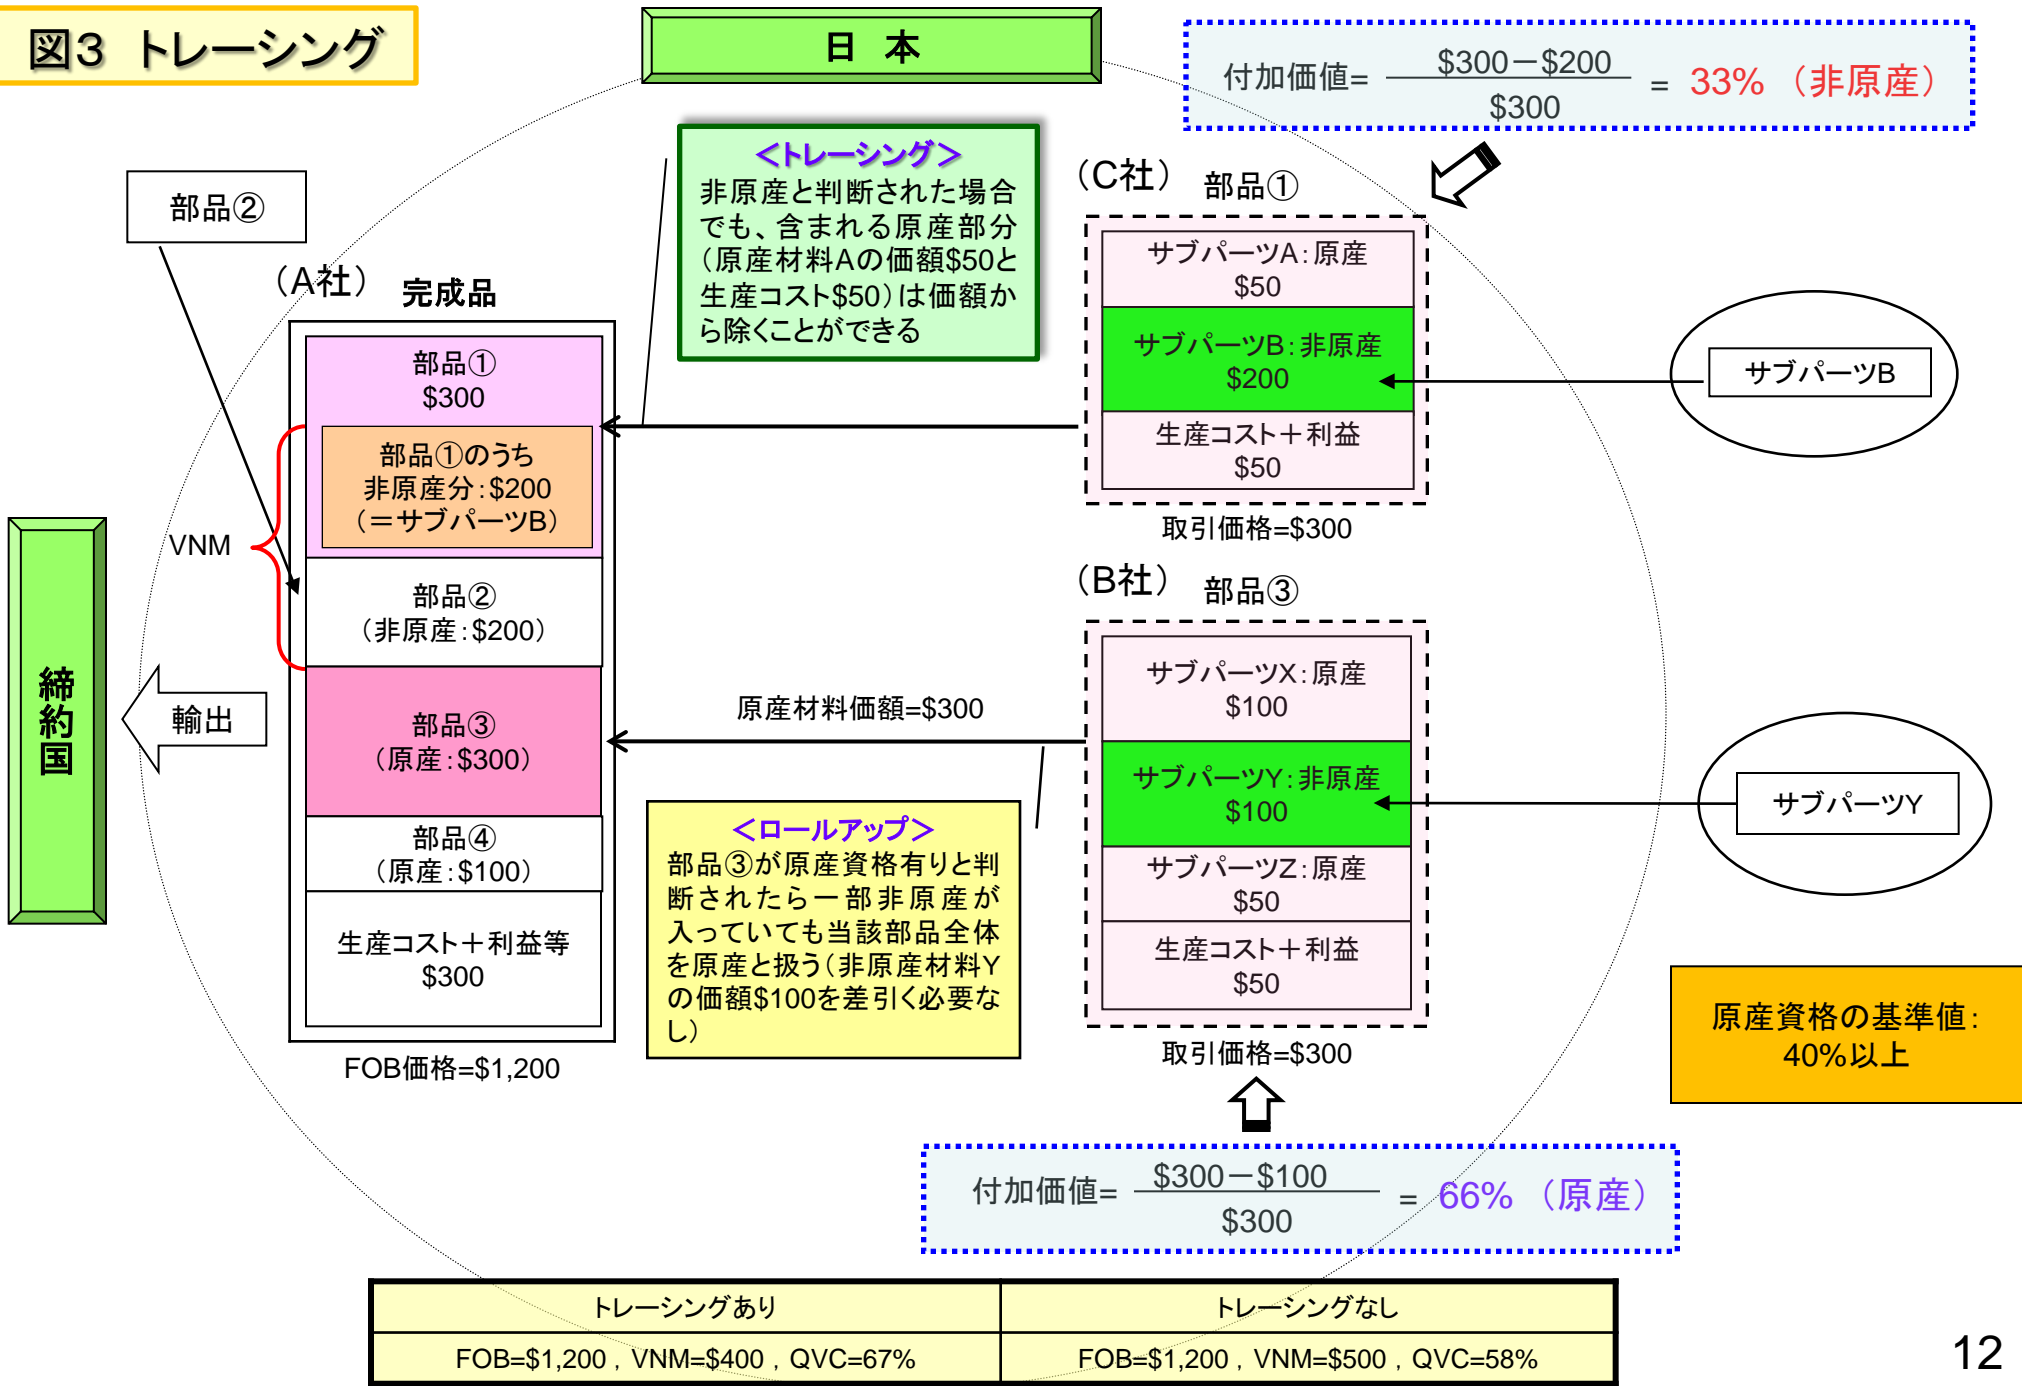 図3 トレーシング
日 本
付加価値= $300－$200 = 33% （非原産）
$300
＜トレーシング＞
非原産と判断された場合
でも、含まれる原産部分
（原産材料Aの価額$50と
生産コスト$50）は価額か
ら除くことができる
部品②
（A社） 完成品
部品①
$300
部品①のうち
非原産分：$200
（＝サブパーツB）
VNM
部品②
（非原産：$200）
部品③
（原産：$300）
部品④
（原産：$100）
生産コスト＋利益等
$300
FOB価格=$1,200
締約国
輸出
（C社） 部品①
サブパーツA：原産
$50
サブパーツB：非原産
$200
生産コスト＋利益
$50
取引価格=$300
サブパーツB
（B社） 部品③
サブパーツX：原産
$100
サブパーツY：非原産
$100
サブパーツZ：原産
$50
生産コスト＋利益
$50
取引価格=$300
サブパーツY
原産材料価額=$300
＜ロールアップ＞
部品③が原産資格有りと判
断されたら一部非原産が
入っていても当該部品全体
を原産と扱う（非原産材料Y
の価額$100を差引く必要な
し）
原産資格の基準値：
40%以上
付加価値= $300－$100 = 66% （原産）
$300
トレーシングあり トレーシングなし
FOB=$1,200 , VNM=$400 , QVC=67% FOB=$1,200 , VNM=$500 , QVC=58%
12